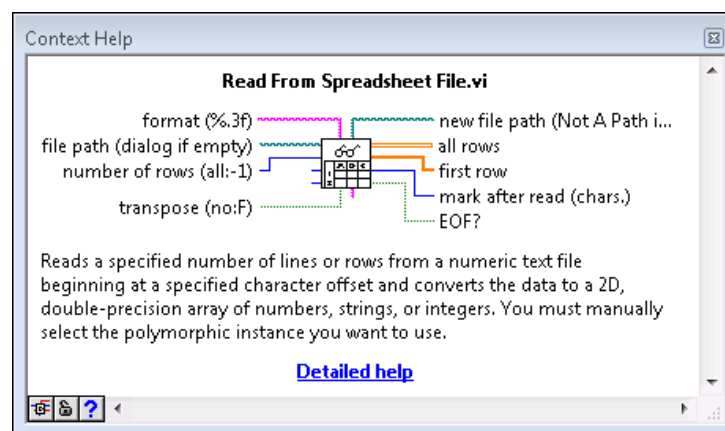 Context Help
Read From Spreadsheet File.vi
format (%.3f)
new file path (Not A Path i...
file path (dialog if empty)
all rows
number of rows (all:-1)
first row
mark after read (chars.)
transpose (no:F)
EOF?
Reads a specified number of lines or rows from a numeric text file
beginning at a specified character offset and converts the data to a 2D,
double-precision array of numbers, strings, or integers. You must manually
select the polymorphic instance you want to use.
Detailed help
?